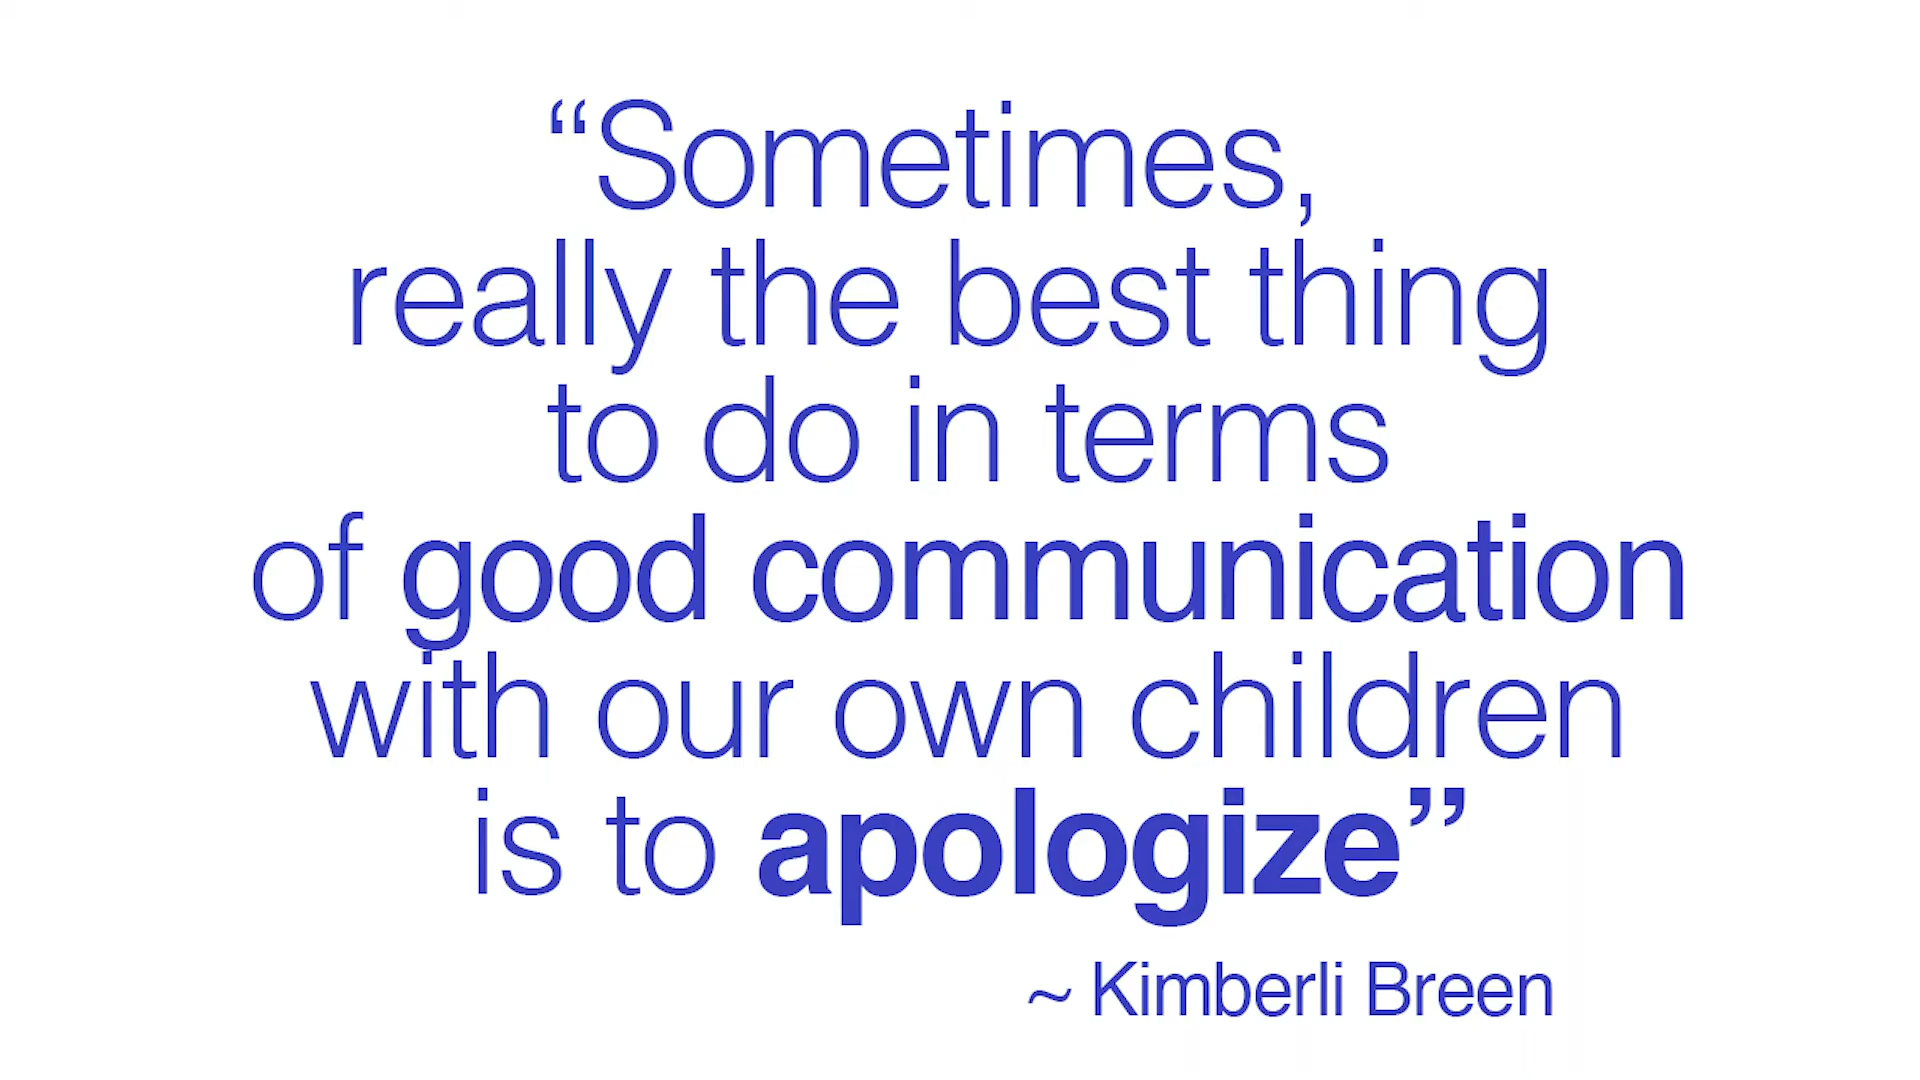 “Sometimes,
really the best thing
to do in terms
of good communication
with our own children
is to apologize”
~ Kimberli Breen